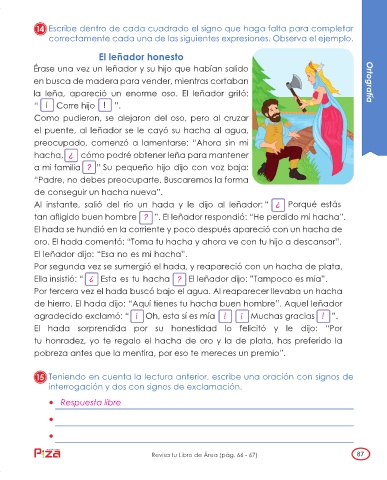 14 Escribe dentro de cada cuadrado el signo que haga falta para completar
correctamente cada una de las siguientes expresiones. Observa el ejemplo.
El leñador honesto
Érase una vez un leñador y su hijo que habían salido
en busca de madera para vender, mientras cortaban
la leña, apareció un enorme oso. El leñador gritó:
“ ¡ Corre hijo ! ”.
Como pudieron, se alejaron del oso, pero al cruzar
el puente, al leñador se le cayó su hacha al agua,
preocupado, comenzó a lamentarse: “Ahora sin mi
hacha, ¿ cómo podré obtener leña para mantener
a mi familia ? ” Su pequeño hijo dijo con voz baja:
“Padre, no debes preocuparte. Buscaremos la forma
de conseguir un hacha nueva”.
Al instante, salió del río un hada y le dijo al leñador: “ ¿ Porqué estás
tan afligido buen hombre ? ”. El leñador respondió: “He perdido mi hacha”.
El hada se hundió en la corriente y poco después apareció con un hacha de
oro. El hada comentó: “Toma tu hacha y ahora ve con tu hijo a descansar”.
El leñador dijo: “Esa no es mi hacha”.
Por segunda vez se sumergió el hada, y reapareció con un hacha de plata.
Ella insistió: “ ¿ Esta es tu hacha ? El leñador dijo: “Tampoco es mía”.
Por tercera vez el hada buscó bajo el agua. Al reaparecer llevaba un hacha
de hierro. El hada dijo: “Aquí tienes tu hacha buen hombre”. Aquel leñador
agradecido exclamó: “ ¡ Oh, esta sí es mía ! ¡ Muchas gracias ! ”.
El hada sorprendida por su honestidad lo felicitó y le dijo: “Por
tu honradez, yo te regalo el hacha de oro y la de plata, has preferido la
pobreza antes que la mentira, por eso te mereces un premio”.
15 Teniendo en cuenta la lectura anterior, escribe una oración con signos de
interrogación y dos con signos de exclamación.
• Respuesta libre
•
•
Ortografía
Piza
Revisa tu Libro de Área (pág. 66 - 67)
87